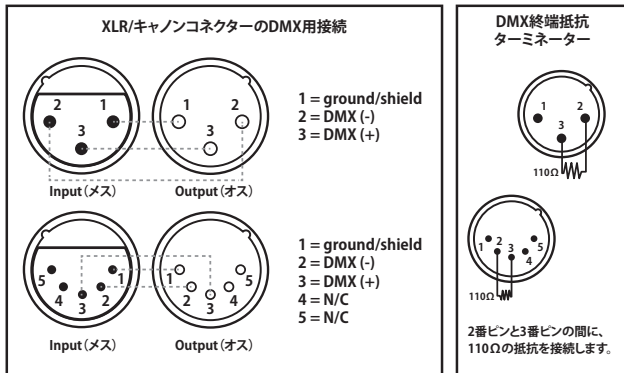 XLR/キャノンコネクターのDMX用接続
2 1
3
1 2
3
Input（メス） Output（オス）
1 = ground/shield
2 = DMX (-)
3 = DMX (+)
5 1
4 2
3
1 5
2 4
3
Input（メス） Output（オス）
1 = ground/shield
2 = DMX (-)
3 = DMX (+)
4 = N/C
5 = N/C
DMX終端抵抗
ターミネーター
1 2
3
110Ω
1 2 3 4 5
110Ω
2番ピンと3番ピンの間に、
110Ωの抵抗を接続します。